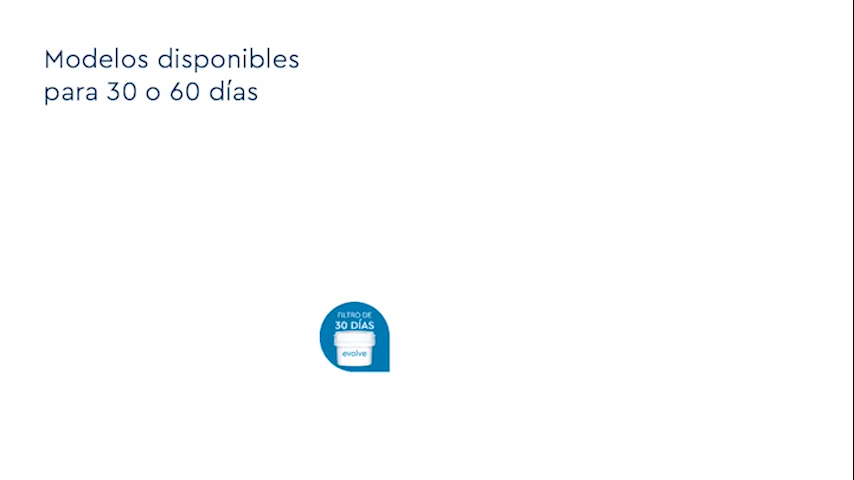 Modelos disponibles
para 30 o 60 días
FILTRO DE
30 DÍAS
evolve